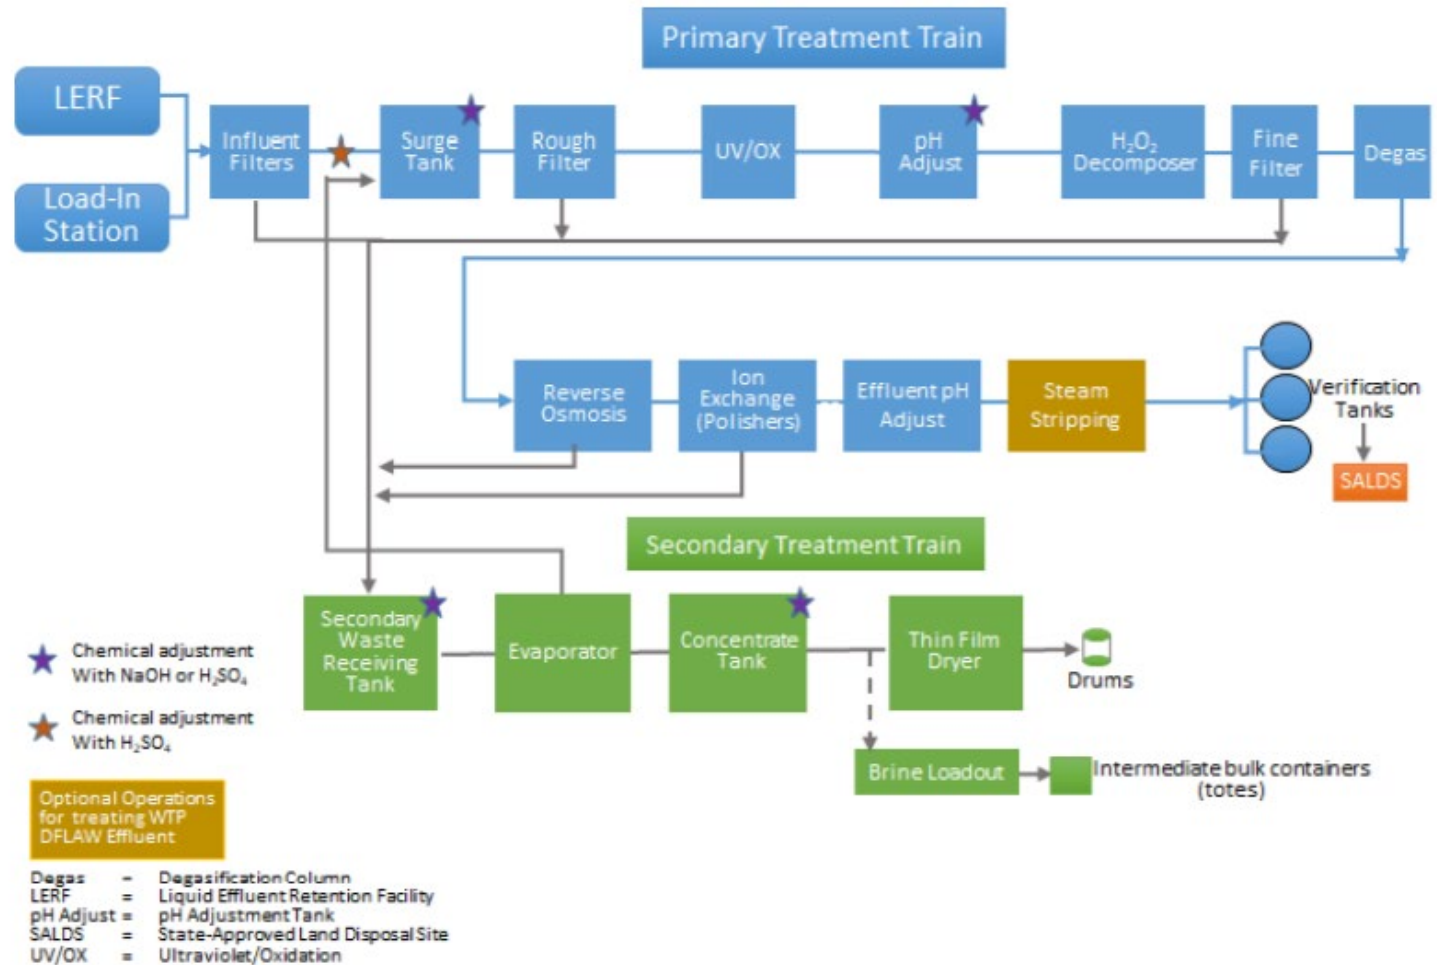 Primary Treatment Train
LERF
Load-In
Station
Influent
Filters
Surge
Tank
Rough
Filter
UV/OX
pH
Adjust
H₂O₂
Decomposer
Fine
Filter
Degas
Reverse
Osmosis
Ion
Exchange
(Polishers)
Effluent pH
Adjust
Steam
Stripping
Verification
Tanks
SALDS
Secondary Treatment Train
Secondary
Waste
Receiving
Tank
Evaporator
Concentrate
Tank
Thin Film
Dryer
Drums
Brine Loadout
Intermediate bulk containers
(totes)
Chemical adjustment
With NaOH or H₂SO₄
Chemical adjustment
With H₂SO₄
Optional Operations
for treating WTP
DFLAW Effluent
Degas = Degasification Column
LERF = Liquid Effluent Retention Facility
pH Adjust = pH Adjustment Tank
SALDS = State-Approved Land Disposal Site
UV/OX = Ultraviolet/Oxidation